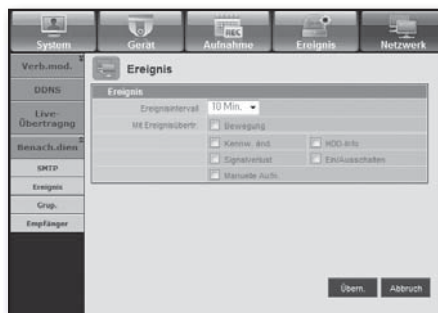 System Gerät Aufnahme Ereignis Netzwerk
REC
Verb.mod.
DDNS
Live-
Übertragng
Benach.dien
SMTP
Ereignis
Grup.
Empfänger
Ereignis
Ereignis
Ereignisintervall 10 Min.
Mit Ereignisübertr. Bewegung
Kennw. änd. HDD-Info
Signalverlust Ein/Ausschalten
Manuelle Aufn.
Übern. Abbruch